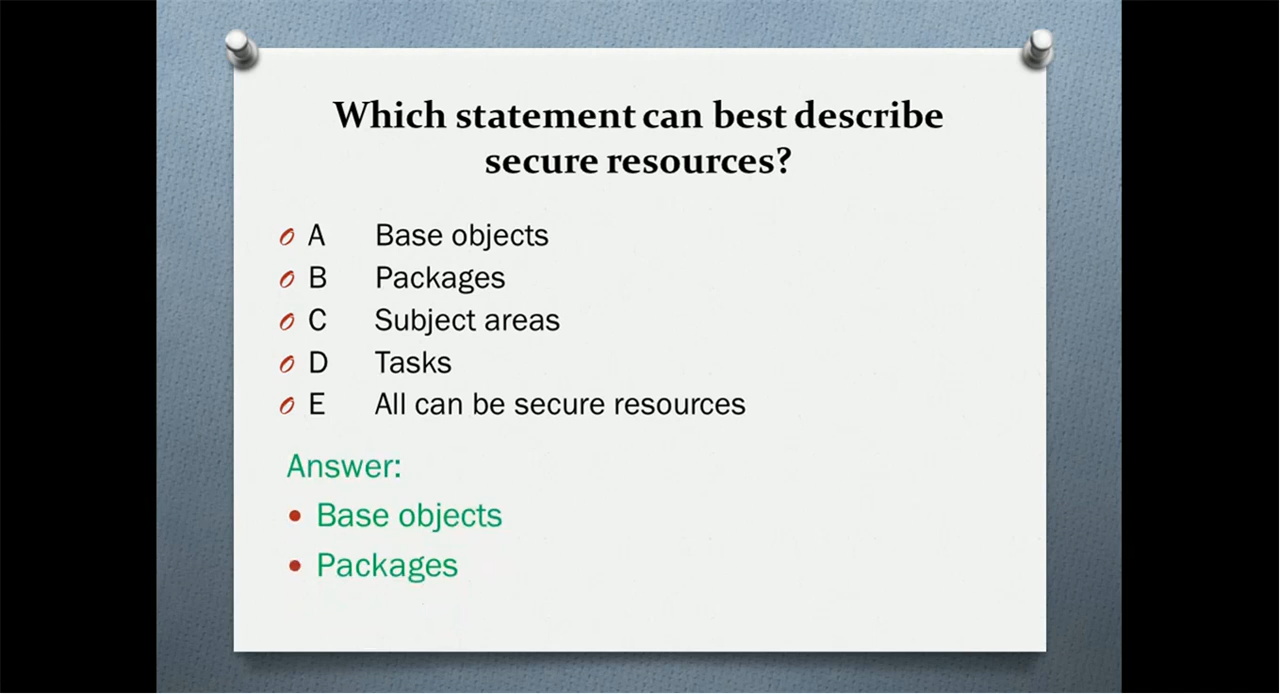 Which statement can best describe
secure resources?
A Base objects
B Packages
C Subject areas
D Tasks
E All can be secure resources
Answer:
• Base objects
• Packages